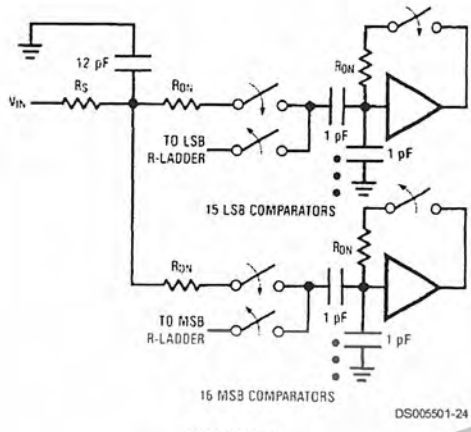 12 pF
RS
VIN
RON
TO LSB
R-LADDER
1 pF
RON
1 pF
15 LSB COMPARATORS
RON
TO MSB
R-LADDER
1 pF
RON
1 pF
16 MSB COMPARATORS
DS005501-24